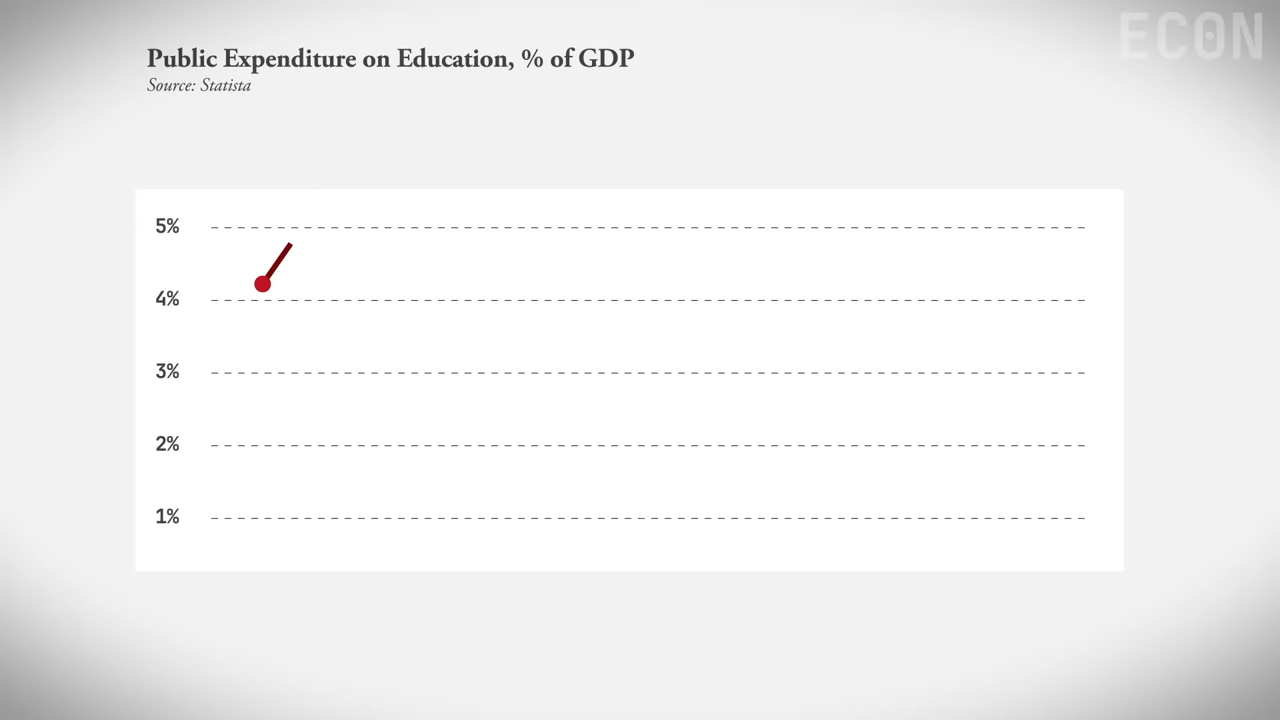 ECON
Public Expenditure on Education, % of GDP
Source: Statista
5%
4%
3%
2%
1%